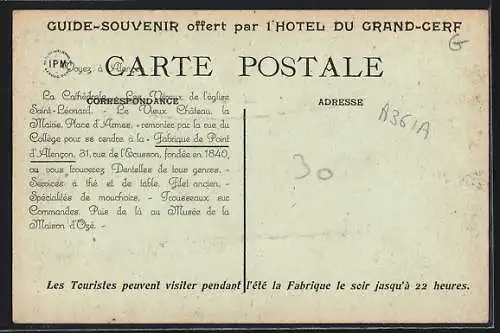 GUIDE-SOUVENIR offert par l'HOTEL DU GRAND-CERF
G
IPM
Voyez à Alençon
CARTE POSTALE
La Cathédrale. - Les Vitraux de l'église
CORRESPONDANCE
ADRESSE
Saint-Léonard. - Le Vieux Château, la
Mairie, Place d'Armes. - remontez par la rue du
Collège pour se rendre à la - Fabrique de Point
d'Alençon, 31, rue de l'Ecusson, fondée en 1840,
où vous trouverez Dentelles de tous genres. -
Services à thé et de table. Filet ancien. -
Spécialités de mouchoirs. - Trousseaux sur
Commandes. Puis de là au Musée de la
Maison d'Ozé. -
A361A
30
Les Touristes peuvent visiter pendant l'été la Fabrique le soir jusqu'à 22 heures.